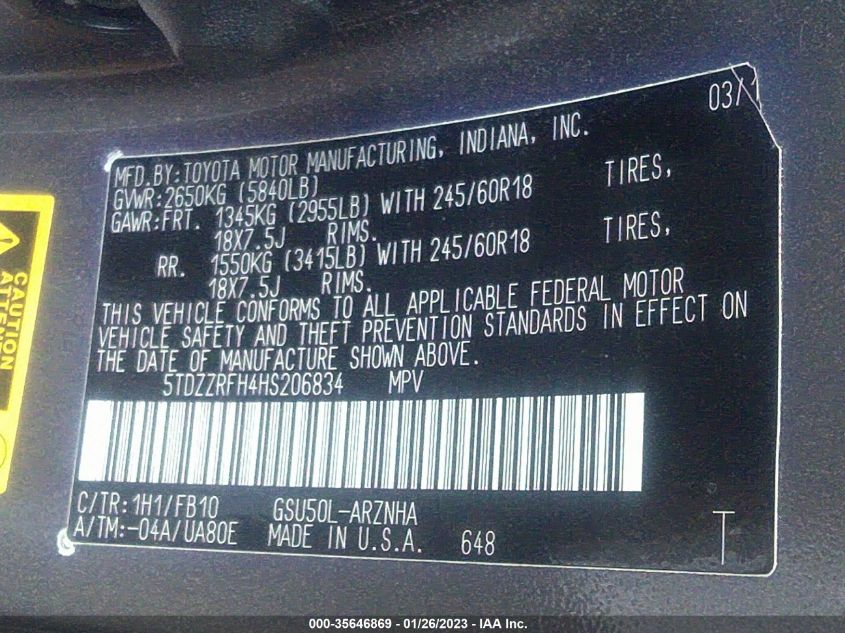 03/1
MFD.BY:TOYOTA MOTOR MANUFACTURING, INDIANA, INC.
GVWR:2650KG (5840LB)
GAWR:FRT. 1345KG (2955LB) WITH 245/60R18 TIRES,
18X7.5J RIMS.
RR. 1550KG (3415LB) WITH 245/60R18 TIRES,
18X7.5J RIMS.
THIS VEHICLE CONFORMS TO ALL APPLICABLE FEDERAL MOTOR
VEHICLE SAFETY AND THEFT PREVENTION STANDARDS IN EFFECT ON
THE DATE OF MANUFACTURE SHOWN ABOVE.
5TDZZRFH4HS206834 MPV
C/TR:1H1/FB10 GSU50L-ARZNHA
A/TM:-04A/UA80E MADE IN U.S.A. 648
T
CAUTION
000-35646869 - 01/26/2023 - IAA Inc.